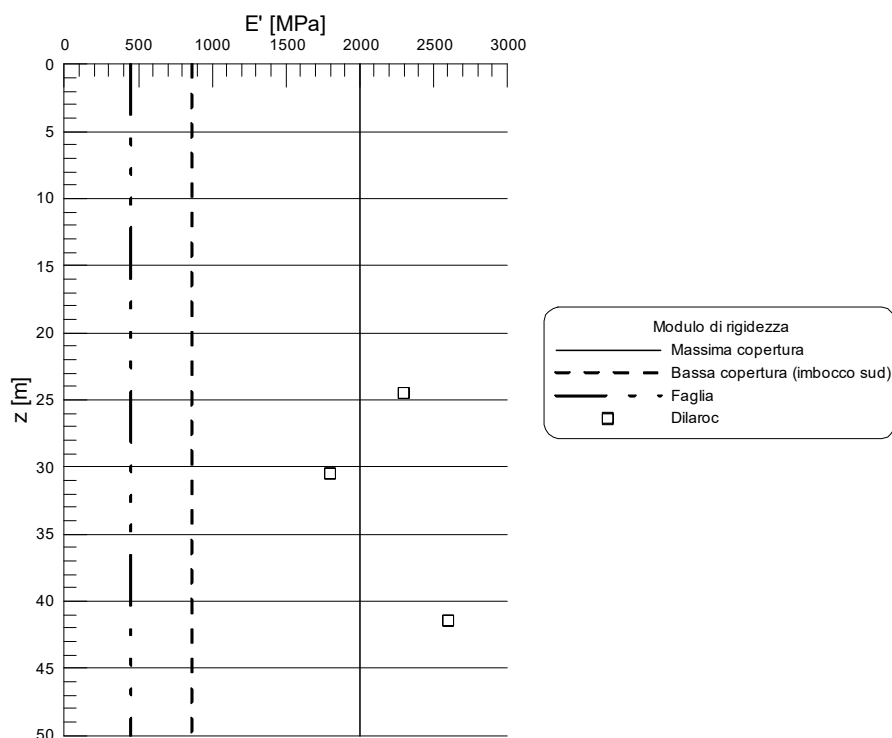 E' [MPa]
0 500 1000 1500 2000 2500 3000
0
5
10
15
20
25
30
35
40
45
50
z [m]
Modulo di rigidezza
Massima copertura
Bassa copertura (imbocco sud)
Faglia
Dilaroc